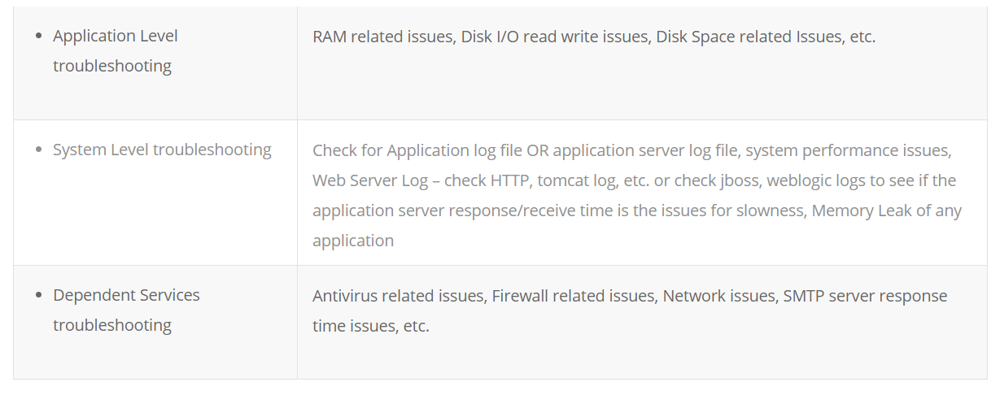 Application Level
troubleshooting
RAM related issues, Disk I/O read write issues, Disk Space related Issues, etc.
System Level troubleshooting
Check for Application log file OR application server log file, system performance issues,
Web Server Log – check HTTP, tomcat log, etc. or check jboss, weblogic logs to see if the
application server response/receive time is the issues for slowness, Memory Leak of any
application
Dependent Services
troubleshooting
Antivirus related issues, Firewall related issues, Network issues, SMTP server response
time issues, etc.